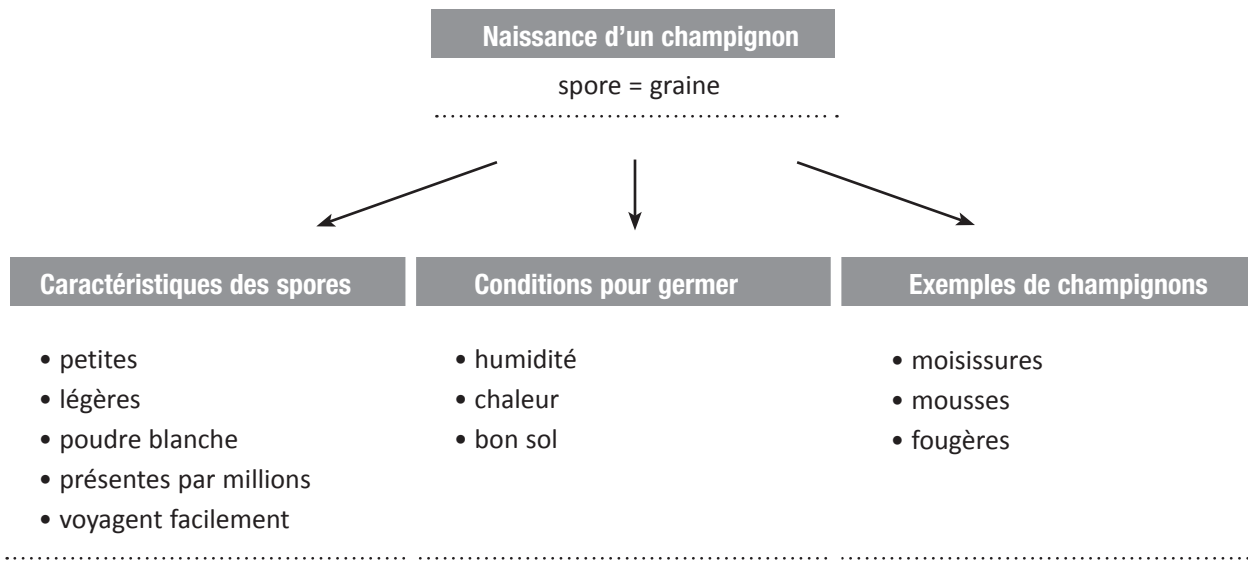 Naissance d'un champignon
spore = graine
Caractéristiques des spores
• petites
• légères
• poudre blanche
• présentes par millions
• voyagent facilement
Conditions pour germer
• humidité
• chaleur
• bon sol
Exemples de champignons
• moisissures
• mousses
• fougères